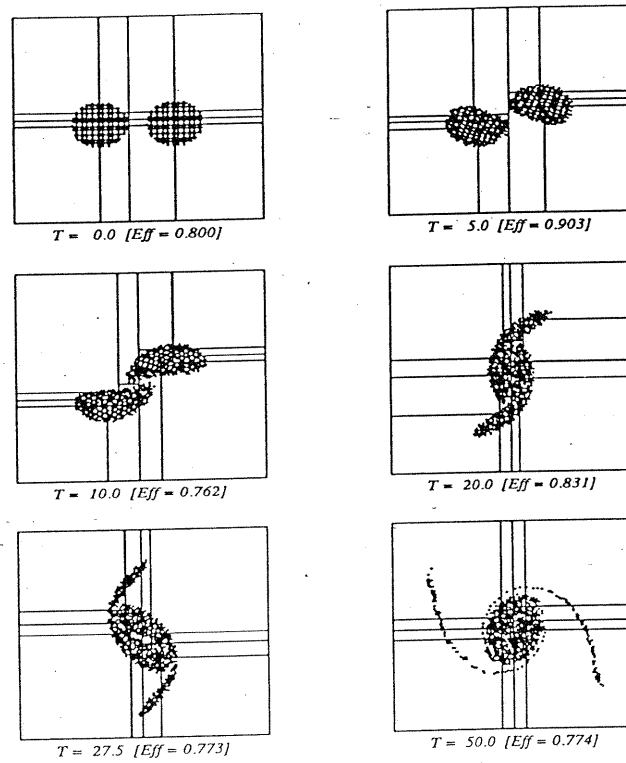 T = 0.0 [Eff = 0.800]
T = 5.0 [Eff = 0.903]
T = 10.0 [Eff = 0.762]
T = 20.0 [Eff = 0.831]
T = 27.5 [Eff = 0.773]
T = 50.0 [Eff = 0.774]